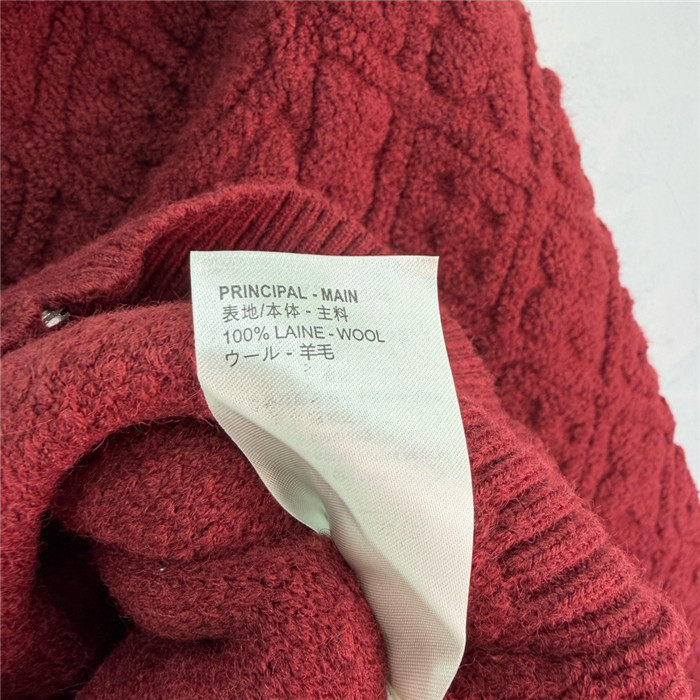 PRINCIPAL - MAIN
表地/本体 - 主料
100% LAINE - WOOL
ウール - 羊毛